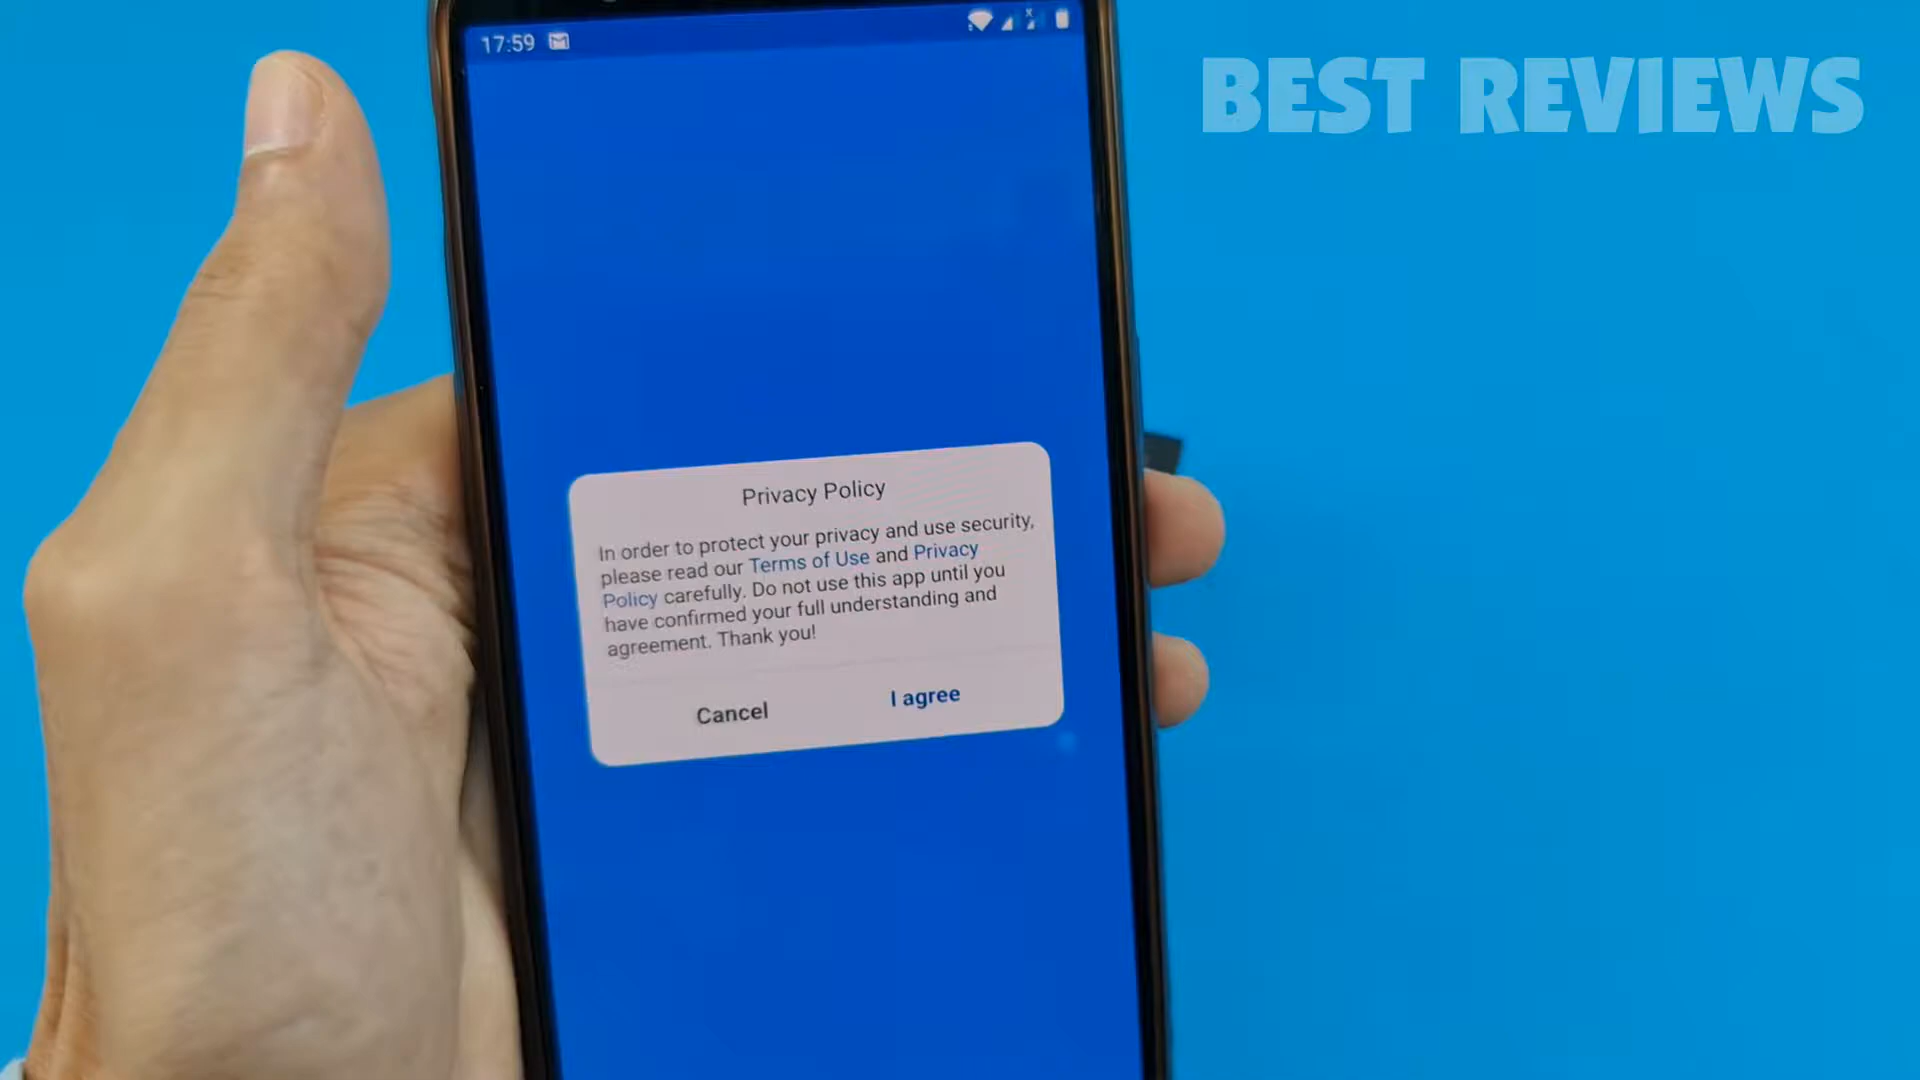 BEST REVIEWS
17:59
Privacy Policy
In order to protect your privacy and use security,
please read our Terms of Use and Privacy
Policy carefully. Do not use this app until you
have confirmed your full understanding and
agreement. Thank you!
Cancel
I agree